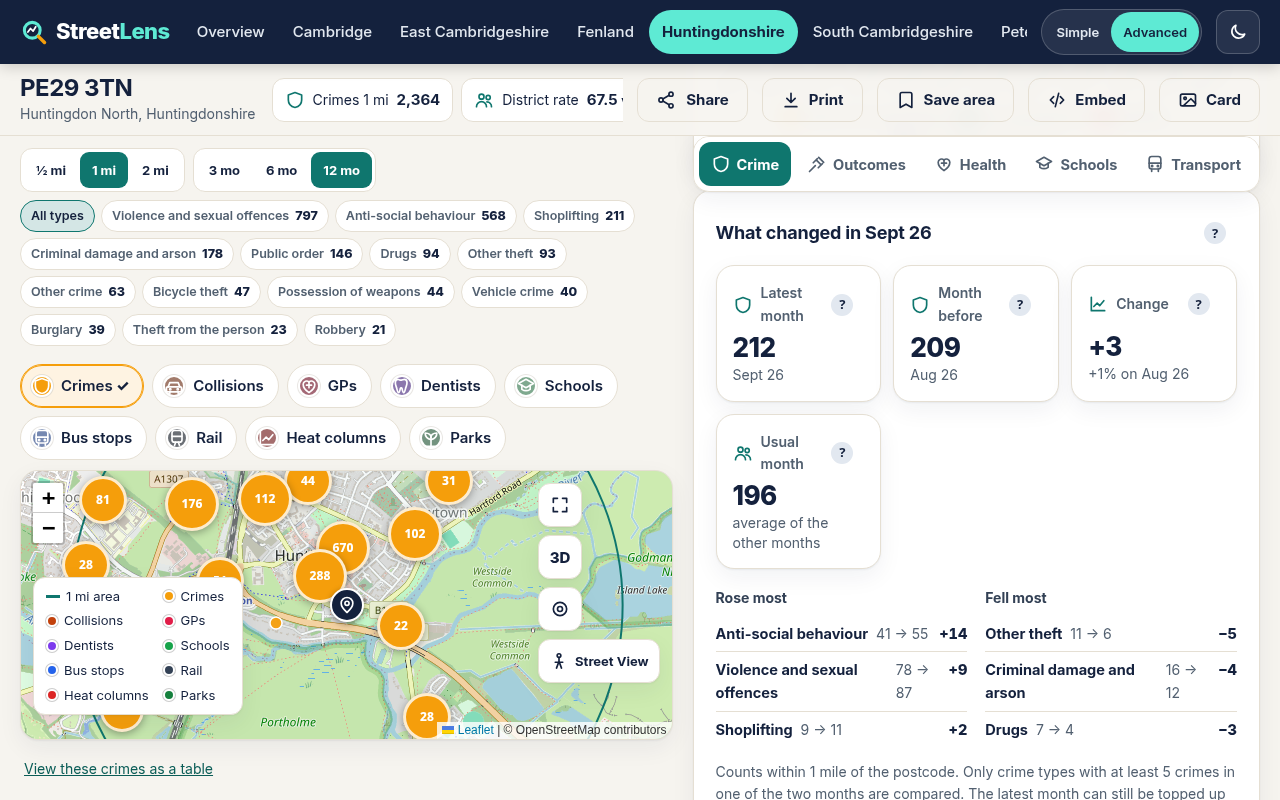 StreetLens
Overview
Cambridge
East Cambridgeshire
Fenland
Huntingdonshire
South Cambridgeshire
Simple
Advanced
PE29 3TN
Huntingdon North, Huntingdonshire
Crimes 1 mi 2,364
District rate 67.5
Share
Print
Save area
Embed
Card
½ mi
1 mi
2 mi
3 mo
6 mo
12 mo
All types
Violence and sexual offences 797
Anti-social behaviour 568
Shoplifting 211
Criminal damage and arson 178
Public order 146
Drugs 94
Other theft 93
Other crime 63
Bicycle theft 47
Possession of weapons 44
Vehicle crime 40
Burglary 39
Theft from the person 23
Robbery 21
Crimes
Collisions
GPs
Dentists
Schools
Bus stops
Rail
Heat columns
Parks
+
−
A1307
81
176
112
44
31
Hartford Road
102
670
288
28
22
28
Westside
Common
Westside
Common
Island Lake
Portholme
3D
Street View
1 mi area
Crimes
Collisions
GPs
Dentists
Schools
Bus stops
Rail
Heat columns
Parks
Leaflet | © OpenStreetMap contributors
View these crimes as a table
Crime
Outcomes
Health
Schools
Transport
What changed in Sept 26
?
Latest
month
?
212
Sept 26
Month
before
?
209
Aug 26
Change
?
+3
+1% on Aug 26
Usual
month
?
196
average of the
other months
Rose most
Anti-social behaviour 41 → 55 +14
Violence and sexual offences 78 → 87 +9
Shoplifting 9 → 11 +2
Fell most
Other theft 11 → 6 −5
Criminal damage and arson 16 → 12 −4
Drugs 7 → 4 −3
Counts within 1 mile of the postcode. Only crime types with at least 5 crimes in
one of the two months are compared. The latest month can still be topped up